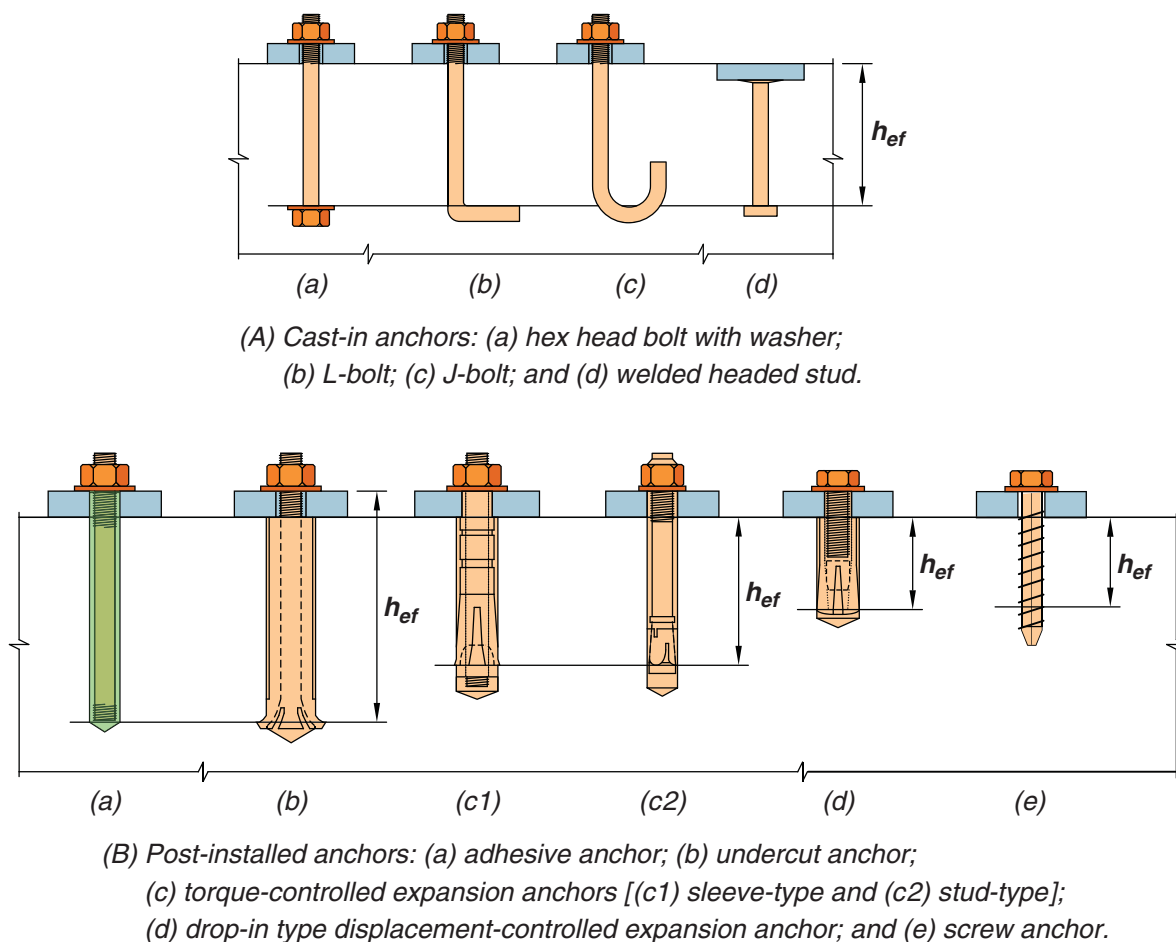 h_ef
(a) (b) (c) (d)
(A) Cast-in anchors: (a) hex head bolt with washer;
(b) L-bolt; (c) J-bolt; and (d) welded headed stud.
h_ef h_ef h_ef h_ef
(a) (b) (c1) (c2) (d) (e)
(B) Post-installed anchors: (a) adhesive anchor; (b) undercut anchor;
(c) torque-controlled expansion anchors [(c1) sleeve-type and (c2) stud-type];
(d) drop-in type displacement-controlled expansion anchor; and (e) screw anchor.